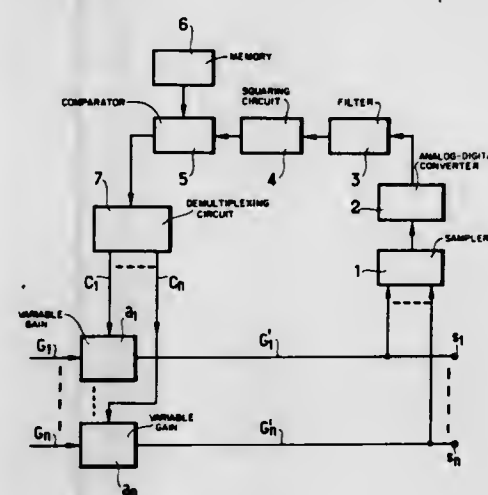 6
MEMORY
COMPARATOR
SQUARING CIRCUIT
FILTER
5
4
3
ANALOG-DIGITAL CONVERTER
2
7
DEMULTIPLEXING CIRCUIT
SAMPLER
1
C1
Cn
VARIABLE GAIN
a1
G1
G'1
s1
VARIABLE GAIN
Gn
G'n
sn
an